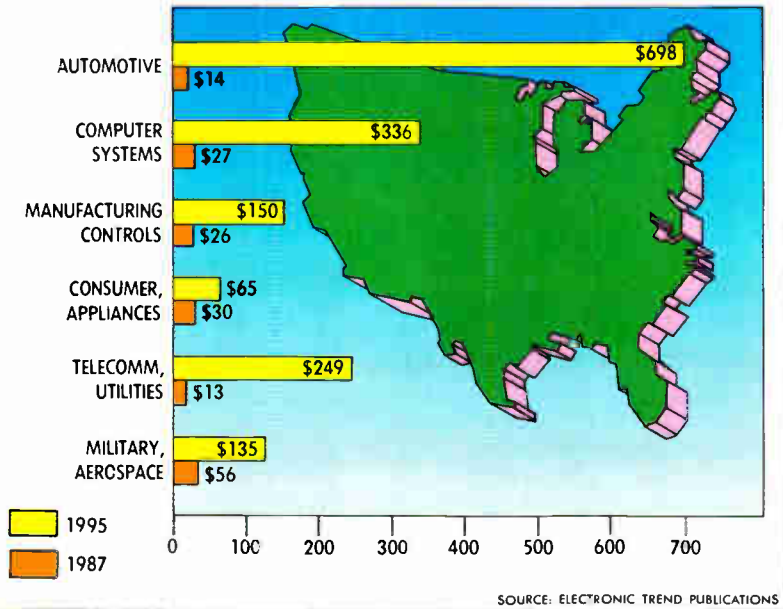 AUTOMOTIVE
$698
$14
COMPUTER
SYSTEMS
$336
$27
MANUFACTURING
CONTROLS
$150
$26
CONSUMER,
APPLIANCES
$65
$30
TELECOMM,
UTILITIES
$249
$13
MILITARY,
AEROSPACE
$135
$56
1995
1987
0 100 200 300 400 500 600 700
SOURCE: ELECTRONIC TREND PUBLICATIONS